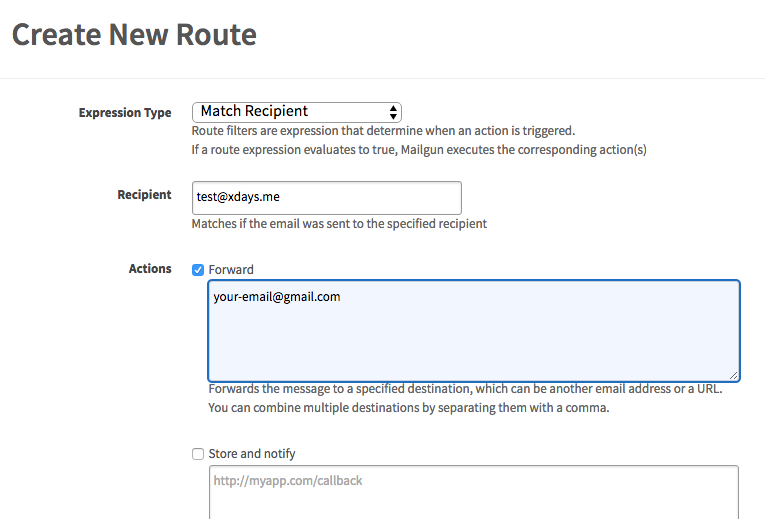 Create New Route
Expression Type
Match Recipient
Route filters are expression that determine when an action is triggered.
If a route expression evaluates to true, Mailgun executes the corresponding action(s)
Recipient
test@xdays.me
Matches if the email was sent to the specified recipient
Actions
Forward
your-email@gmail.com
Forwards the message to a specified destination, which can be another email address or a URL.
You can combine multiple destinations by separating them with a comma.
Store and notify
http://myapp.com/callback